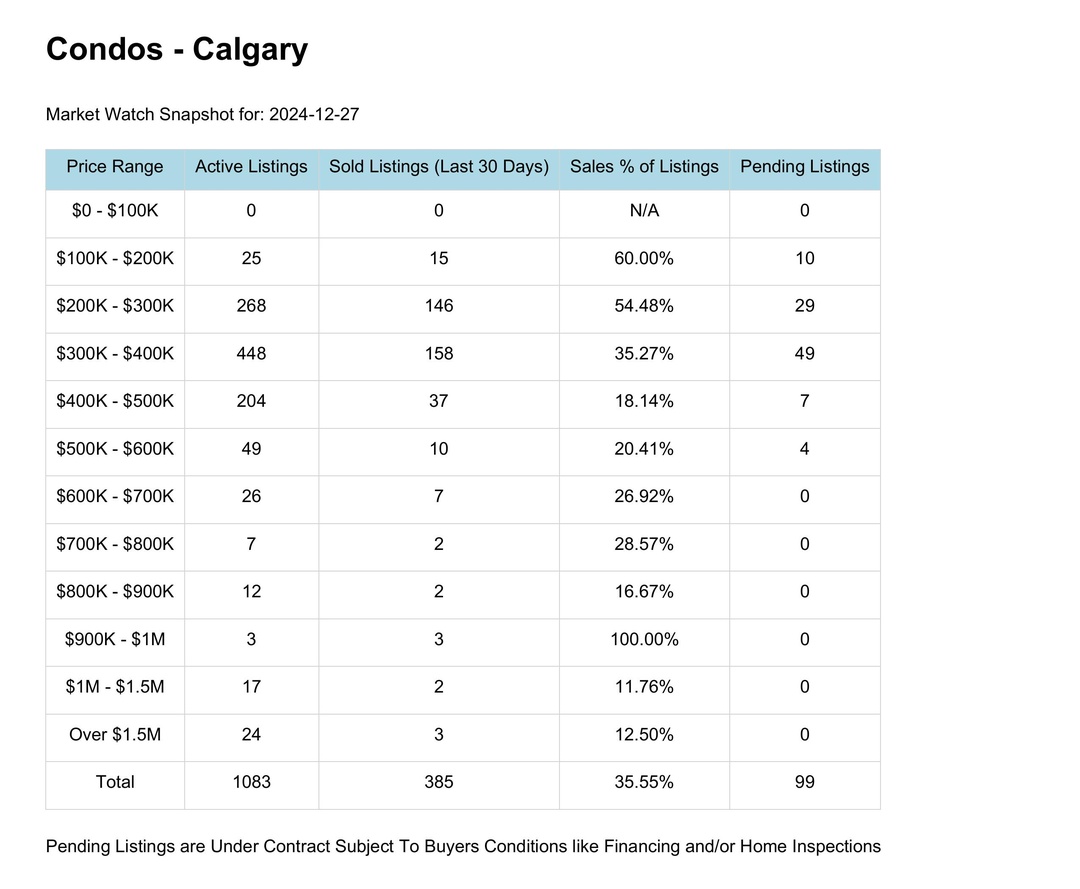 Condos - Calgary
Market Watch Snapshot for: 2024-12-27
Price Range Active Listings Sold Listings (Last 30 Days) Sales % of Listings Pending Listings
$0 - $100K 0 0 N/A 0
$100K - $200K 25 15 60.00% 10
$200K - $300K 268 146 54.48% 29
$300K - $400K 448 158 35.27% 49
$400K - $500K 204 37 18.14% 7
$500K - $600K 49 10 20.41% 4
$600K - $700K 26 7 26.92% 0
$700K - $800K 7 2 28.57% 0
$800K - $900K 12 2 16.67% 0
$900K - $1M 3 3 100.00% 0
$1M - $1.5M 17 2 11.76% 0
Over $1.5M 24 3 12.50% 0
Total 1083 385 35.55% 99
Pending Listings are Under Contract Subject To Buyers Conditions like Financing and/or Home Inspections